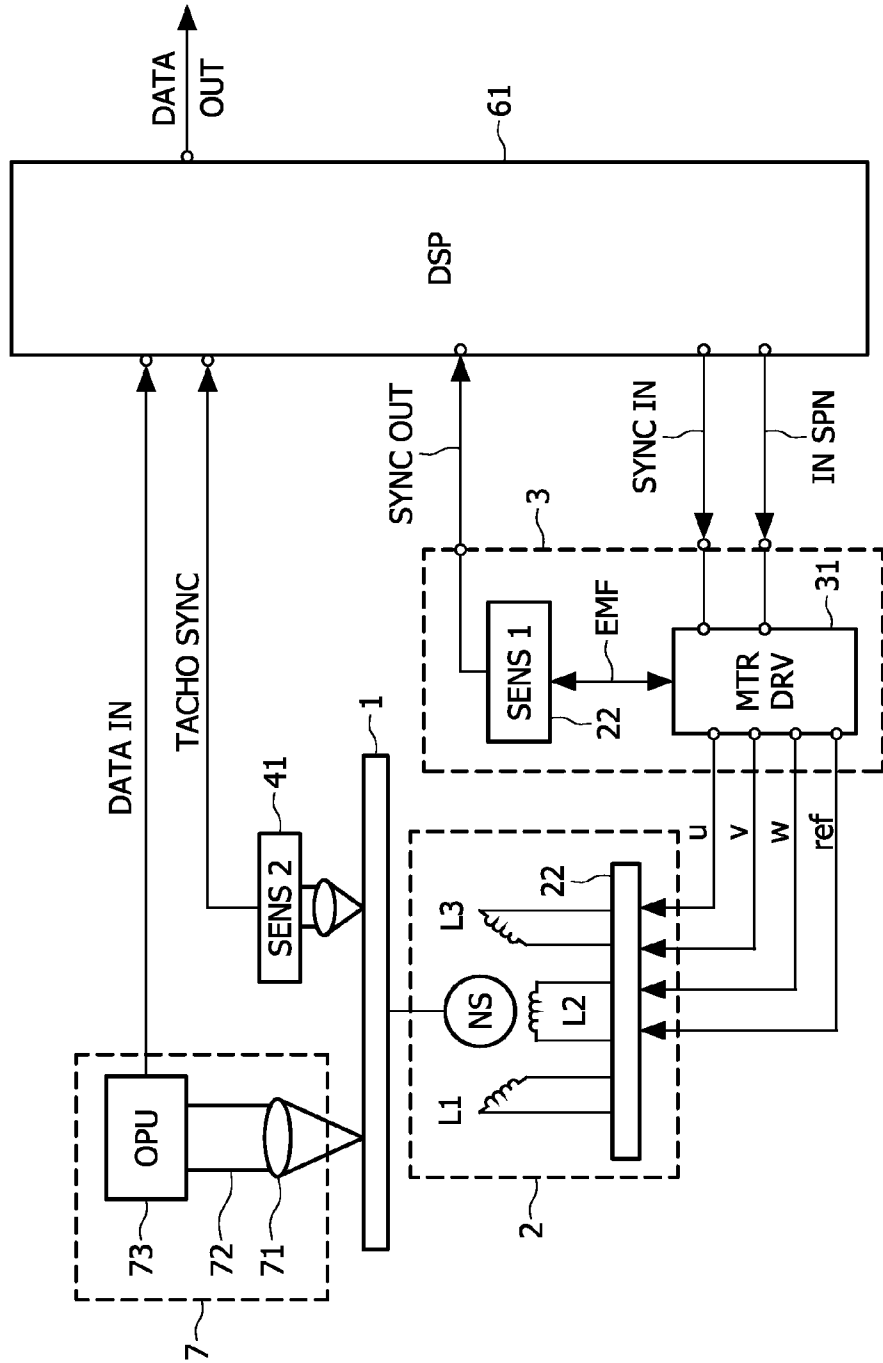 DATA
OUT
61
DSP
DATA IN
TACHO SYNC
SYNC OUT
SYNC IN
IN SPN
3
SENS 1
22
EMF
31
MTR
DRV
1
41
SENS 2
u
v
w
ref
22
L3
NS
L2
L1
2
OPU
73
72
71
7